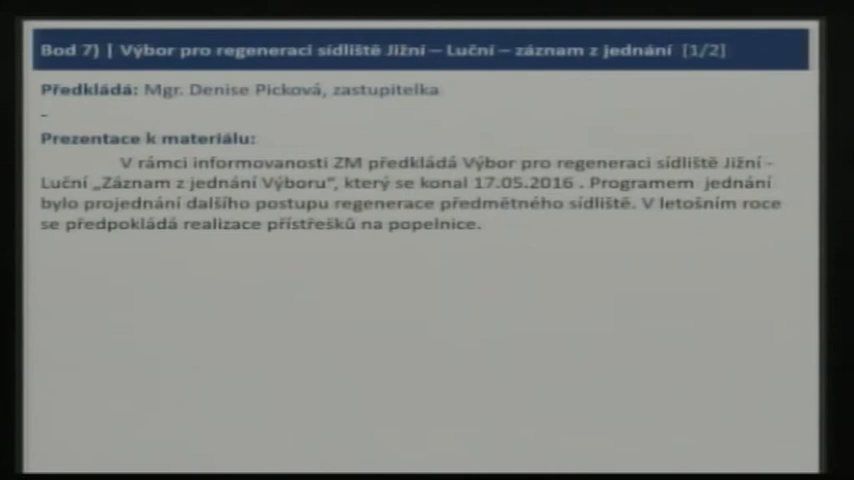 Bod 7) | Výbor pro regeneraci sídliště Jižní – Luční – záznam z jednání [1/2]
Předkládá: Mgr. Denise Picková, zastupitelka
-
Prezentace k materiálu:
V rámci informovanosti ZM předkládá Výbor pro regeneraci sídliště Jižní -
Luční „Záznam z jednání Výboru“, který se konal 17.05.2016 . Programem jednání
bylo projednání dalšího postupu regenerace předmětného sídliště. V letošním roce
se předpokládá realizace přístřešků na popelnice.